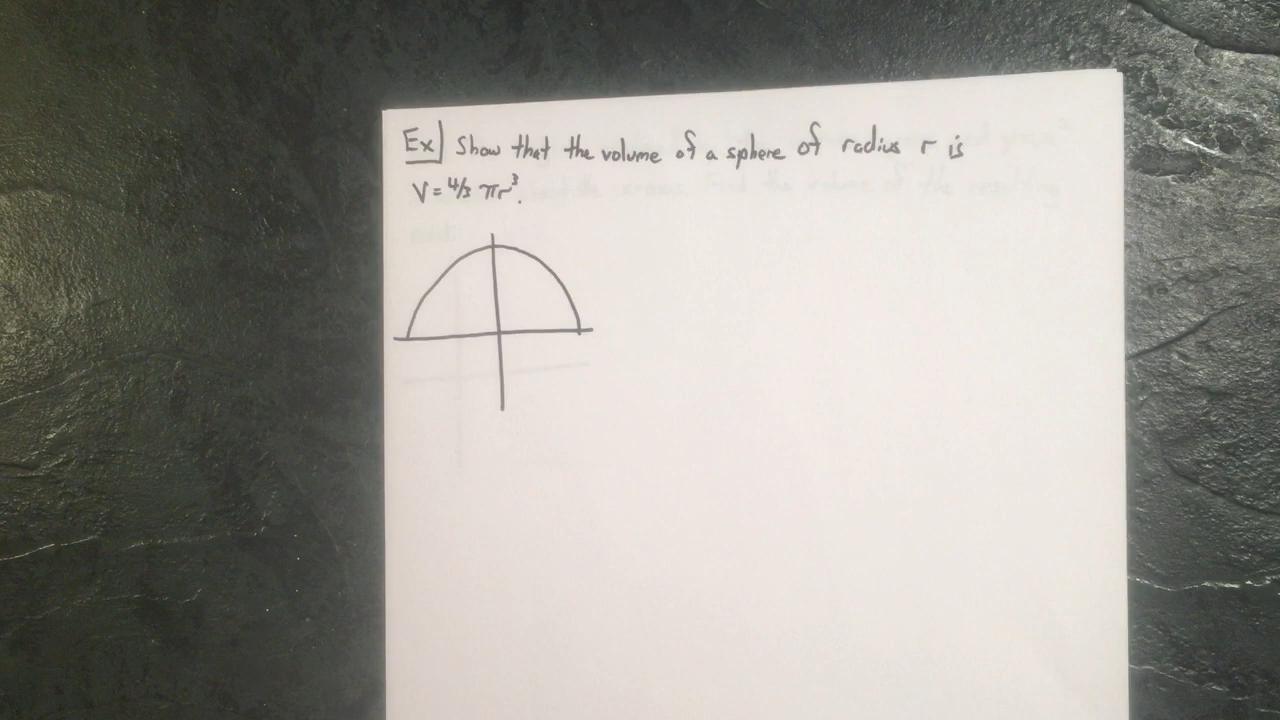 Ex| Show that the volume of a sphere of radius r is
V = 4/3 πr³.